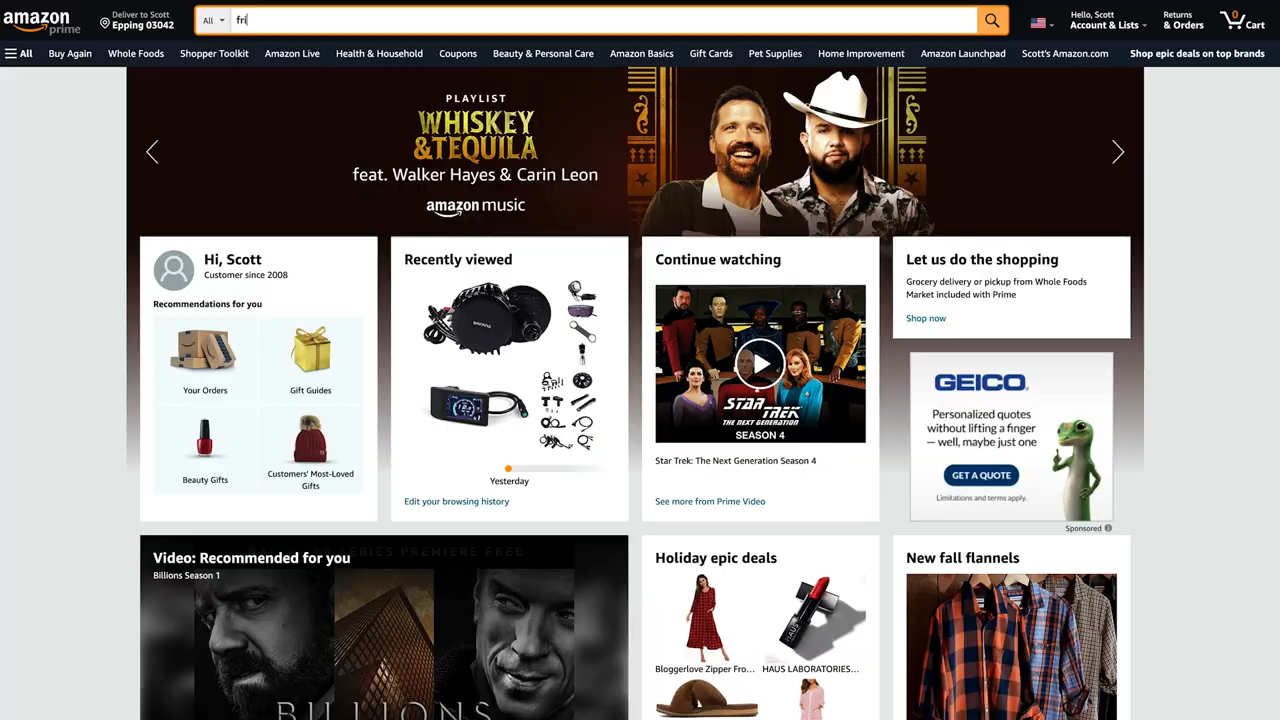 amazon
prime
Deliver to Scott
Epping 03042
All
fri
Hello, Scott
Account & Lists
Returns
& Orders
0
Cart
All
Buy Again
Whole Foods
Shopper Toolkit
Amazon Live
Health & Household
Coupons
Beauty & Personal Care
Amazon Basics
Gift Cards
Pet Supplies
Home Improvement
Amazon Launchpad
Scott's Amazon.com
Shop epic deals on top brands
PLAYLIST
WHISKEY
&TEQUILA
feat. Walker Hayes & Carin Leon
amazon music
Hi, Scott
Customer since 2008
Recommendations for you
Your Orders
Gift Guides
Beauty Gifts
Customers' Most-Loved
Gifts
Recently viewed
BAFANG
Yesterday
Edit your browsing history
Continue watching
STAR TREK
THE NEXT GENERATION
SEASON 4
Star Trek: The Next Generation Season 4
See more from Prime Video
Let us do the shopping
Grocery delivery or pickup from Whole Foods
Market included with Prime
Shop now
GEICO.
Personalized quotes
without lifting a finger
— well, maybe just one
GET A QUOTE
Limitations and terms apply.
Sponsored
Video: Recommended for you
SERIES PREMIERE FREE
Billions Season 1
BILLIONS
Holiday epic deals
HAUS
Bloggerlove Zipper Fro...
HAUS LABORATORIES...
New fall flannels